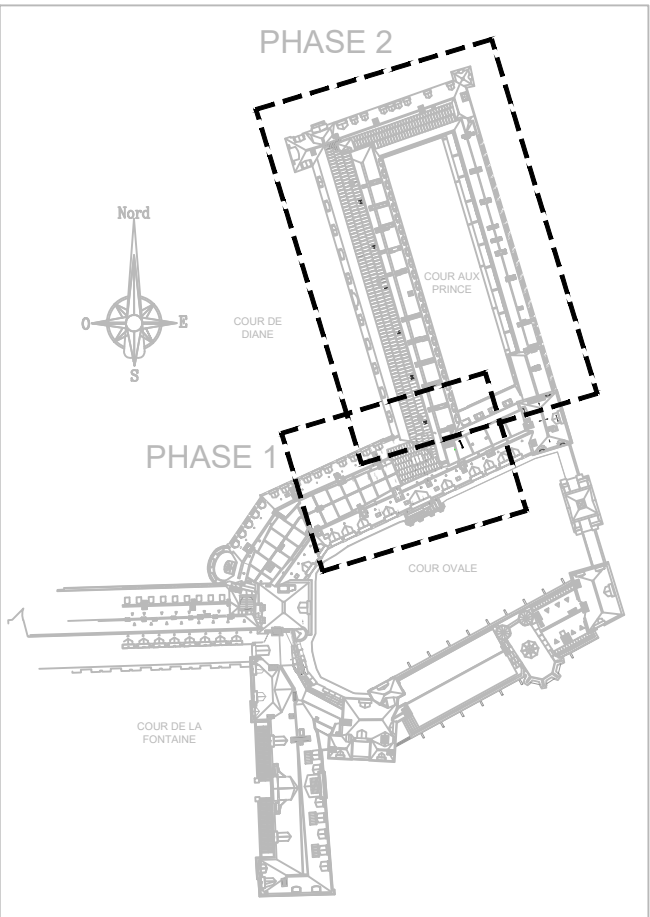 PHASE 2
Nord
O
E
S
COUR AUX
PRINCE
COUR DE
DIANE
PHASE 1
COUR OVALE
COUR DE LA
FONTAINE